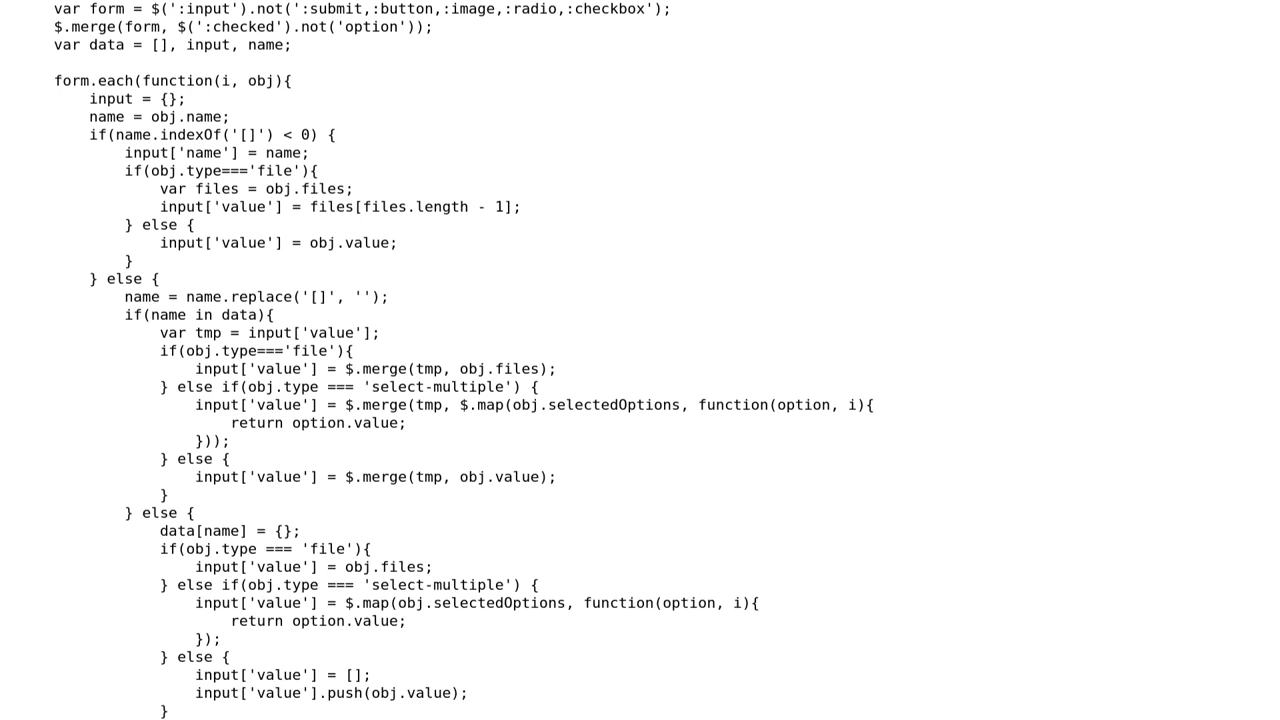 var form = $(':input').not(':submit,:button,:image,:radio,:checkbox');
$.merge(form, $(':checked').not('option'));
var data = [], input, name;

form.each(function(i, obj){
    input = {};
    name = obj.name;
    if(name.indexOf('[]') < 0) {
        input['name'] = name;
        if(obj.type==='file'){
            var files = obj.files;
            input['value'] = files[files.length - 1];
        } else {
            input['value'] = obj.value;
        }
    } else {
        name = name.replace('[]', '');
        if(name in data){
            var tmp = input['value'];
            if(obj.type==='file'){
                input['value'] = $.merge(tmp, obj.files);
            } else if(obj.type === 'select-multiple') {
                input['value'] = $.merge(tmp, $.map(obj.selectedOptions, function(option, i){
                    return option.value;
                }));
            } else {
                input['value'] = $.merge(tmp, obj.value);
            }
        } else {
            data[name] = {};
            if(obj.type === 'file'){
                input['value'] = obj.files;
            } else if(obj.type === 'select-multiple') {
                input['value'] = $.map(obj.selectedOptions, function(option, i){
                    return option.value;
                });
            } else {
                input['value'] = [];
                input['value'].push(obj.value);
            }